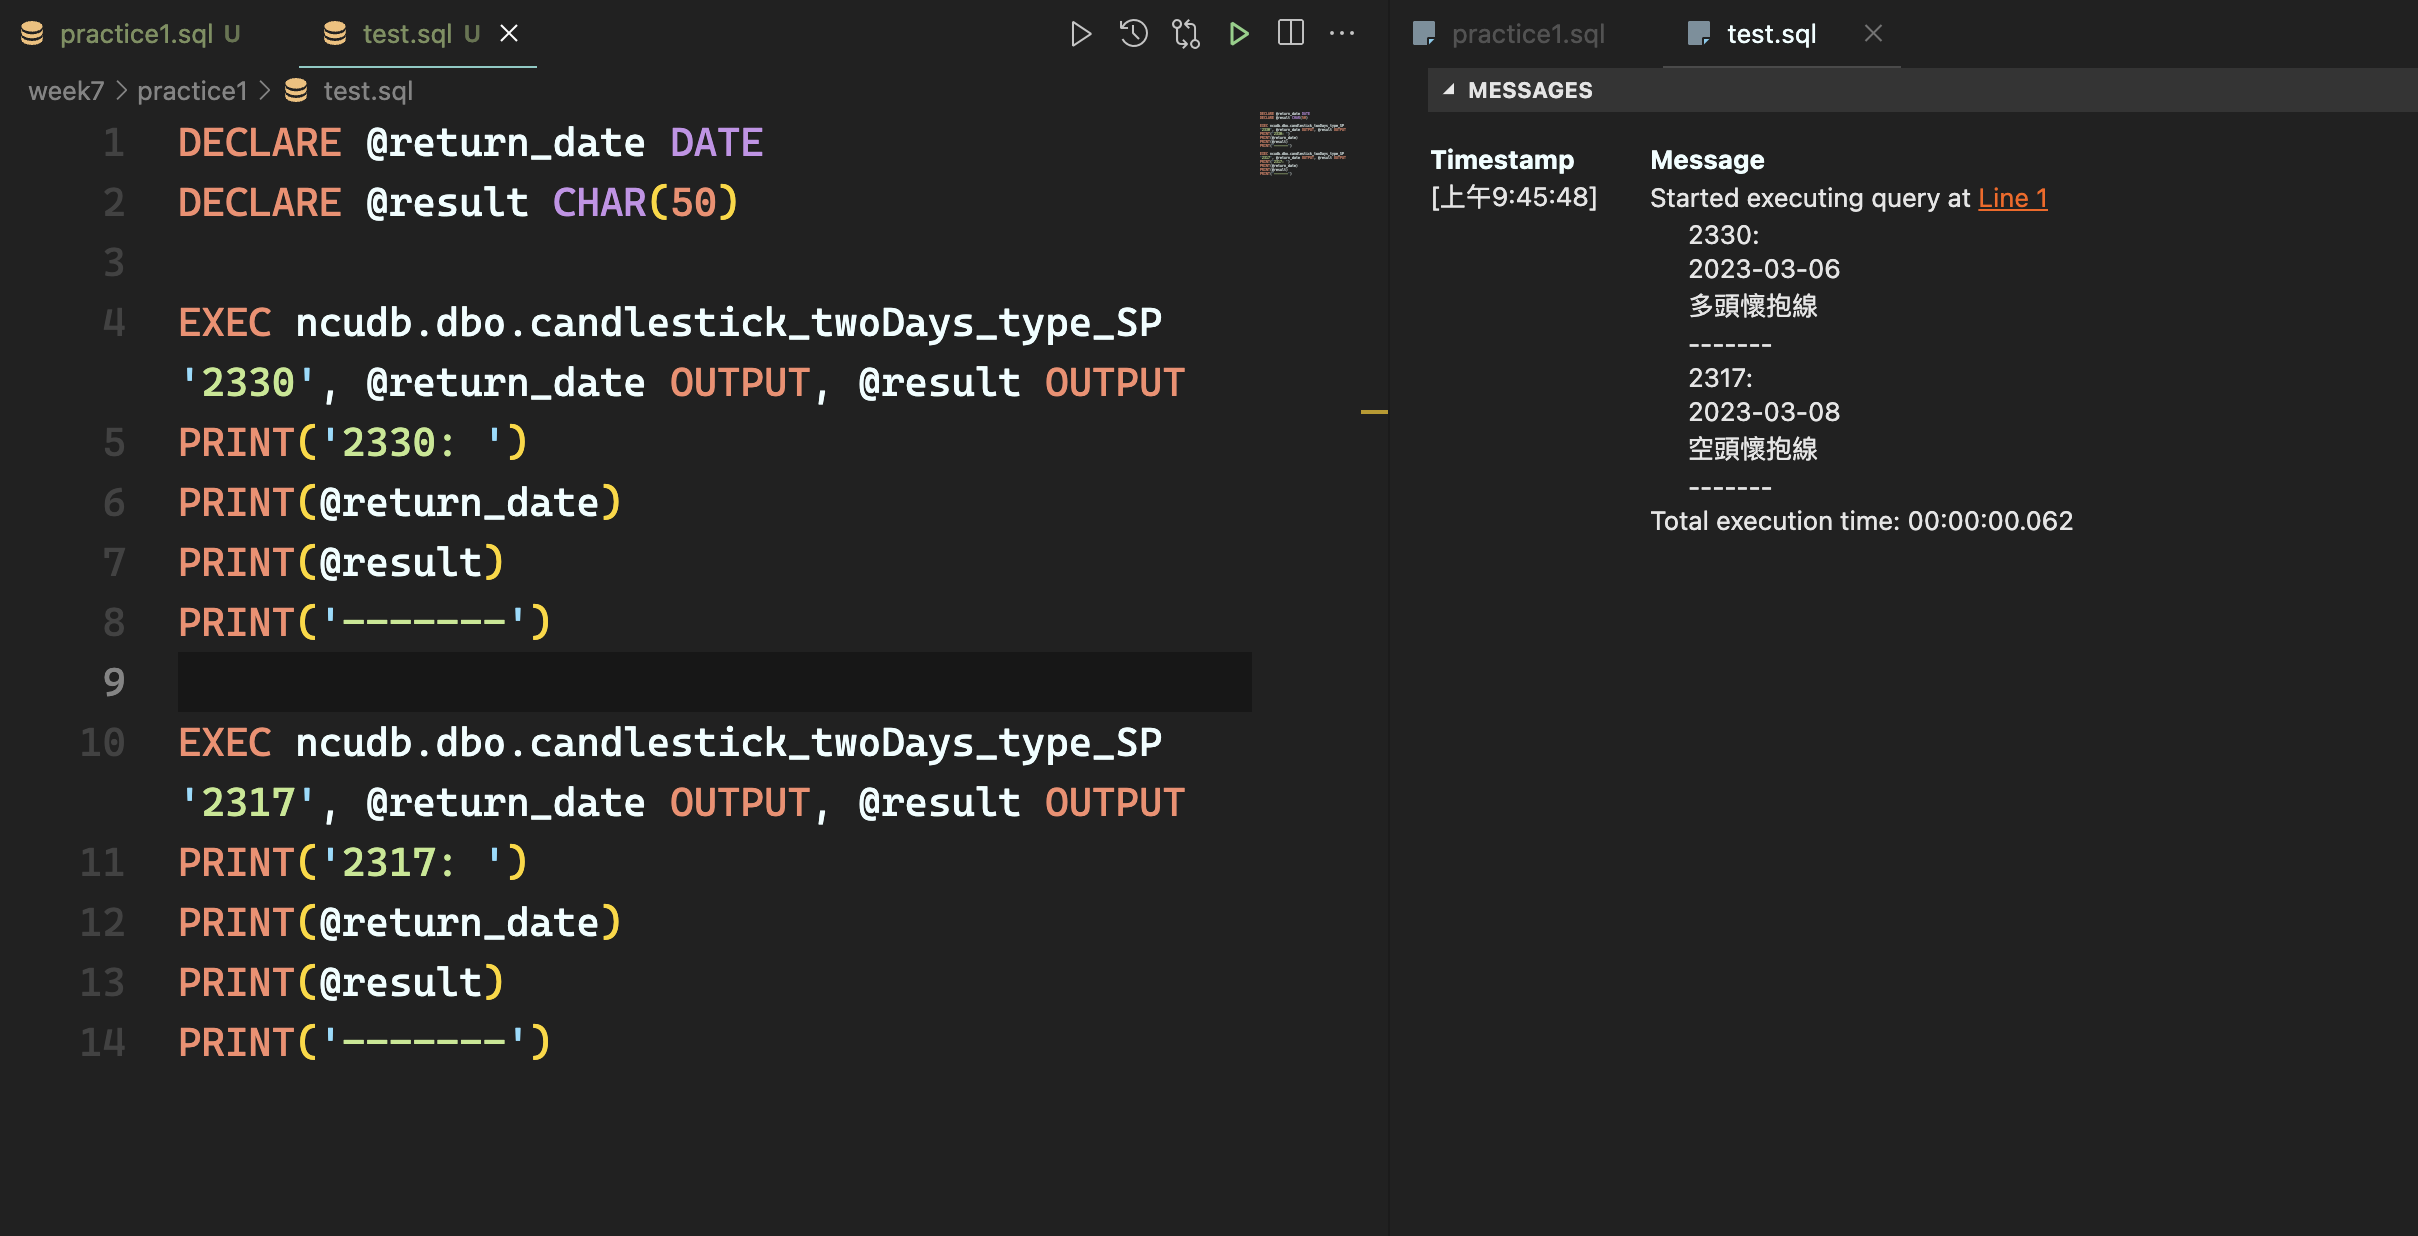 practice1.sql U
test.sql U
week7 > practice1 > test.sql
1 DECLARE @return_date DATE
2 DECLARE @result CHAR(50)
3
4 EXEC ncudb.dbo.candlestick_twoDays_type_SP
'2330', @return_date OUTPUT, @result OUTPUT
5 PRINT('2330: ')
6 PRINT(@return_date)
7 PRINT(@result)
8 PRINT('-------')
9
10 EXEC ncudb.dbo.candlestick_twoDays_type_SP
'2317', @return_date OUTPUT, @result OUTPUT
11 PRINT('2317: ')
12 PRINT(@return_date)
13 PRINT(@result)
14 PRINT('-------')
practice1.sql
test.sql
MESSAGES
Timestamp Message
[上午9:45:48] Started executing query at Line 1
2330:
2023-03-06
多頭懷抱線
-------
2317:
2023-03-08
空頭懷抱線
-------
Total execution time: 00:00:00.062